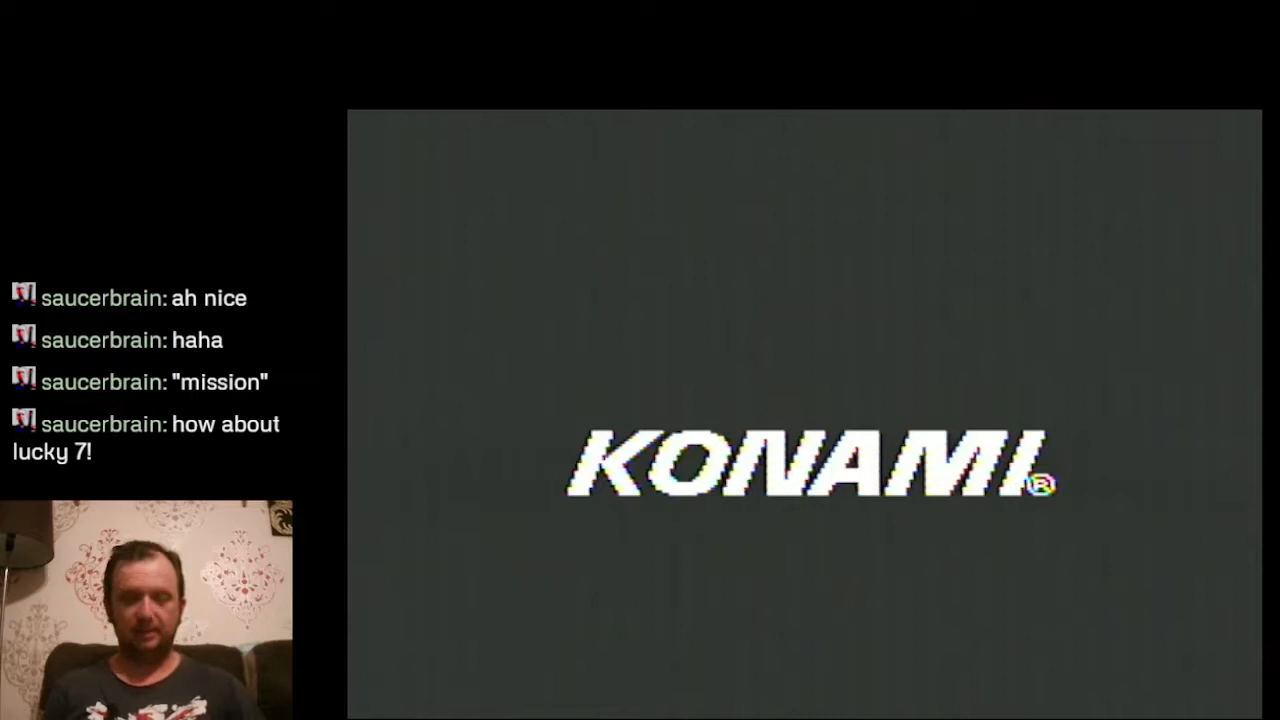 saucerbrain: ah nice
saucerbrain: haha
saucerbrain: "mission"
saucerbrain: how about
lucky 7!
KONAMI®